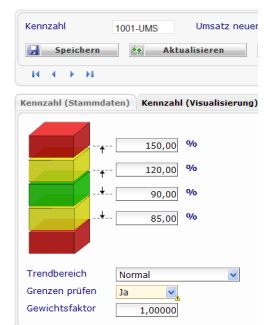 Kennzahl 1001-UMS Umsatz neuer
Speichern Aktualisieren
Kennzahl (Stammdaten) Kennzahl (Visualisierung)
150,00 %
120,00 %
90,00 %
85,00 %
Trendbereich Normal
Grenzen prüfen Ja
Gewichtsfaktor 1,00000